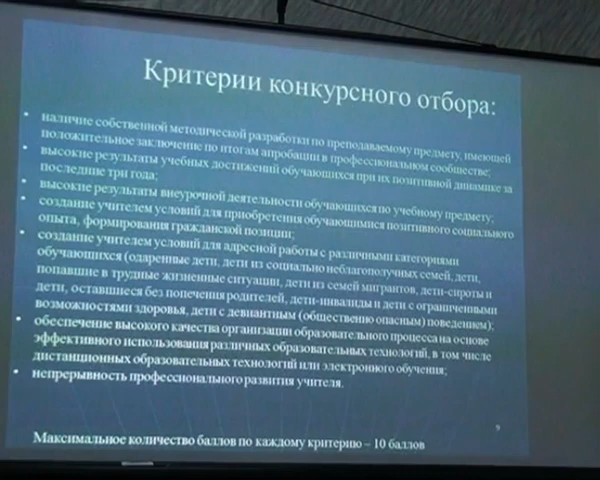 Критерии конкурсного отбора:
• наличие собственной методической разработки по преподаваемому предмету, имеющей
положительное заключение по итогам апробации в профессиональном сообществе;
• высокие результаты учебных достижений обучающихся при их позитивной динамике за
последние три года;
• высокие результаты внеурочной деятельности обучающихся по учебному предмету;
• создание учителем условий для приобретения обучающимися позитивного социального
опыта, формирования гражданской позиции;
• создание учителем условий для адресной работы с различными категориями
обучающихся (одаренные дети, дети из социально неблагополучных семей, дети,
попавшие в трудные жизненные ситуации, дети из семей мигрантов, дети-сироты и
дети, оставшиеся без попечения родителей, дети-инвалиды и дети с ограниченными
возможностями здоровья, дети с девиантным (общественно опасным) поведением);
• обеспечение высокого качества организации образовательного процесса на основе
эффективного использования различных образовательных технологий, в том числе
дистанционных образовательных технологий или электронного обучения;
• непрерывность профессионального развития учителя.
9
Максимальное количество баллов по каждому критерию – 10 баллов